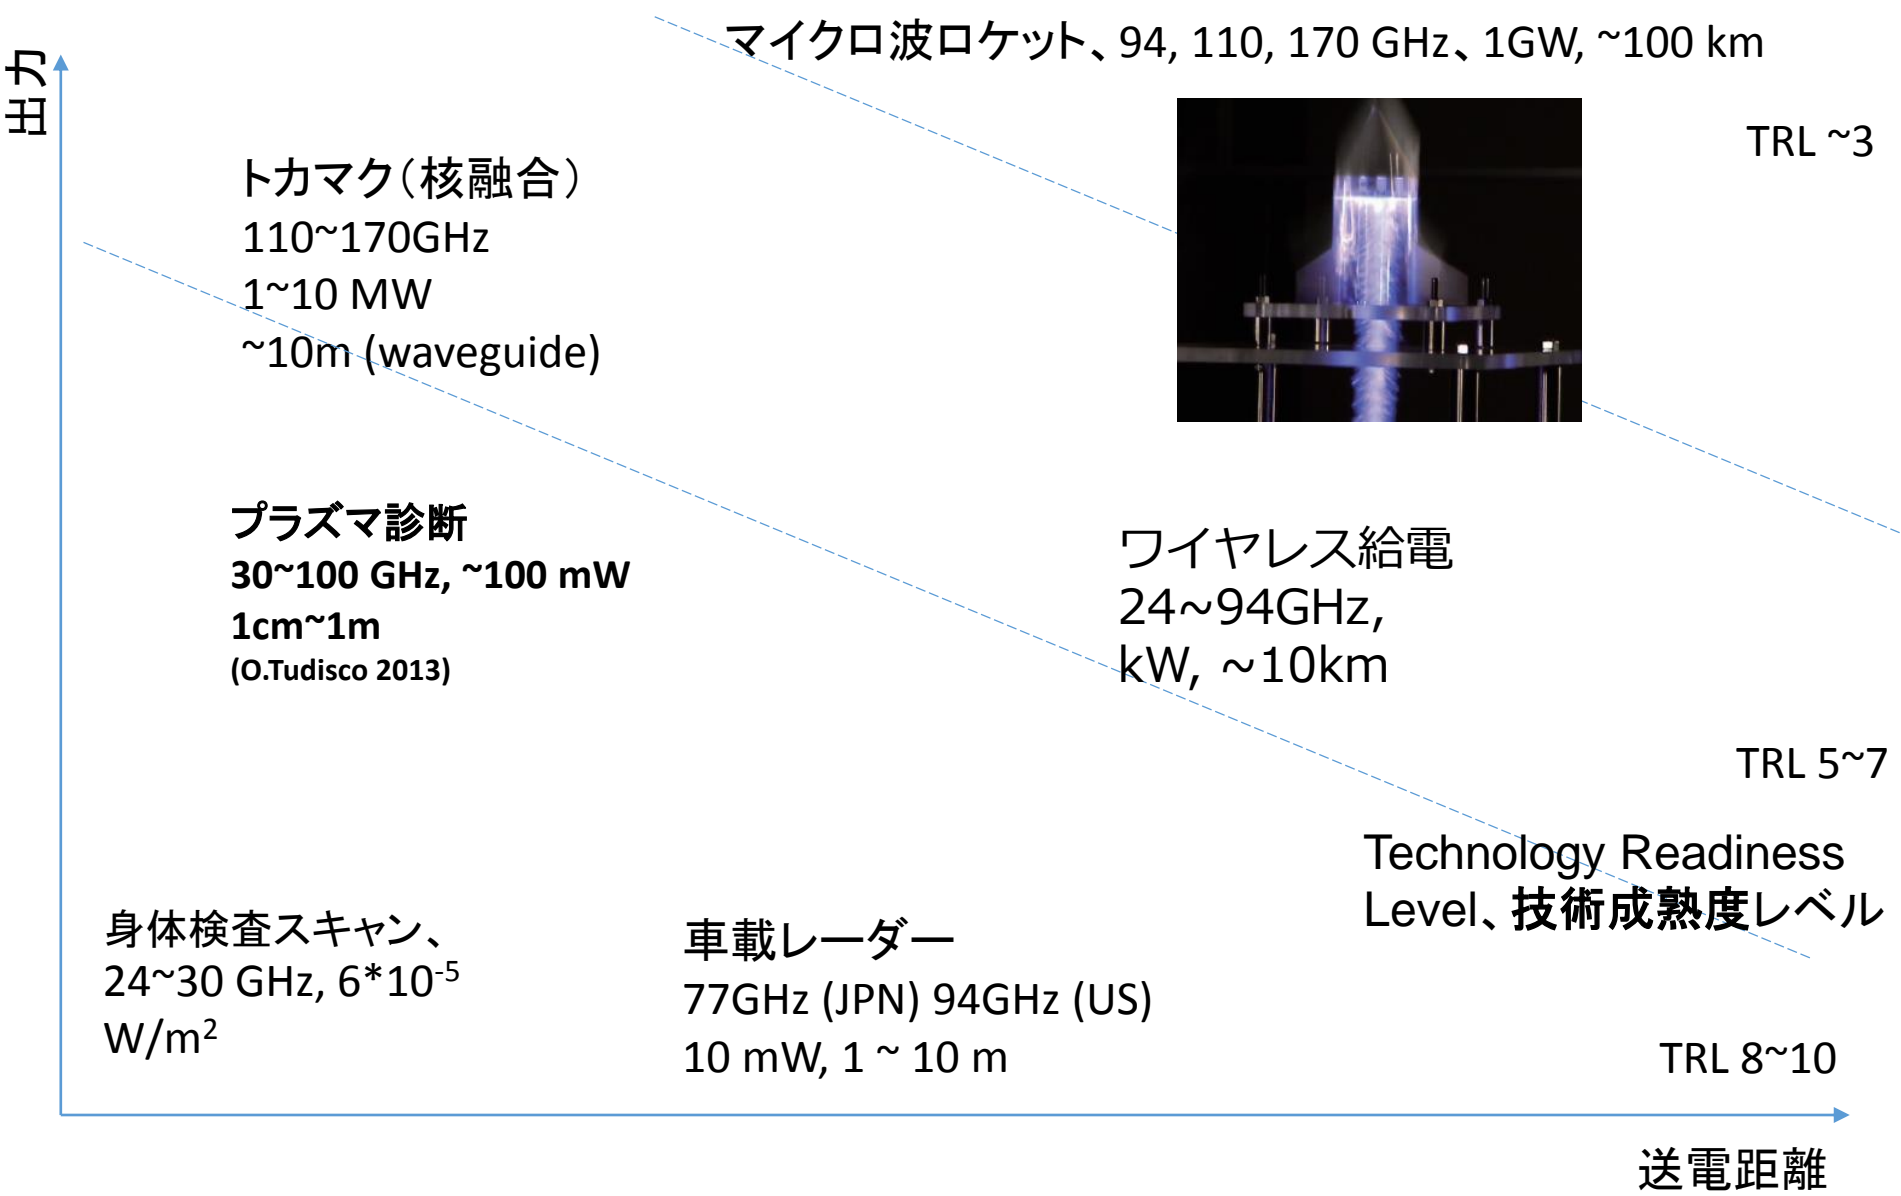 出力
マイクロ波ロケット、94, 110, 170 GHz、1GW, ~100 km
TRL ~3
トカマク（核融合）
110~170GHz
1~10 MW
~10m (waveguide)
プラズマ診断
30~100 GHz, ~100 mW
1cm~1m
(O.Tudisco 2013)
ワイヤレス給電
24~94GHz,
kW, ~10km
TRL 5~7
Technology Readiness
Level、技術成熟度レベル
身体検査スキャン、
24~30 GHz, 6*10⁻⁵
W/m²
車載レーダー
77GHz (JPN) 94GHz (US)
10 mW, 1 ~ 10 m
TRL 8~10
送電距離